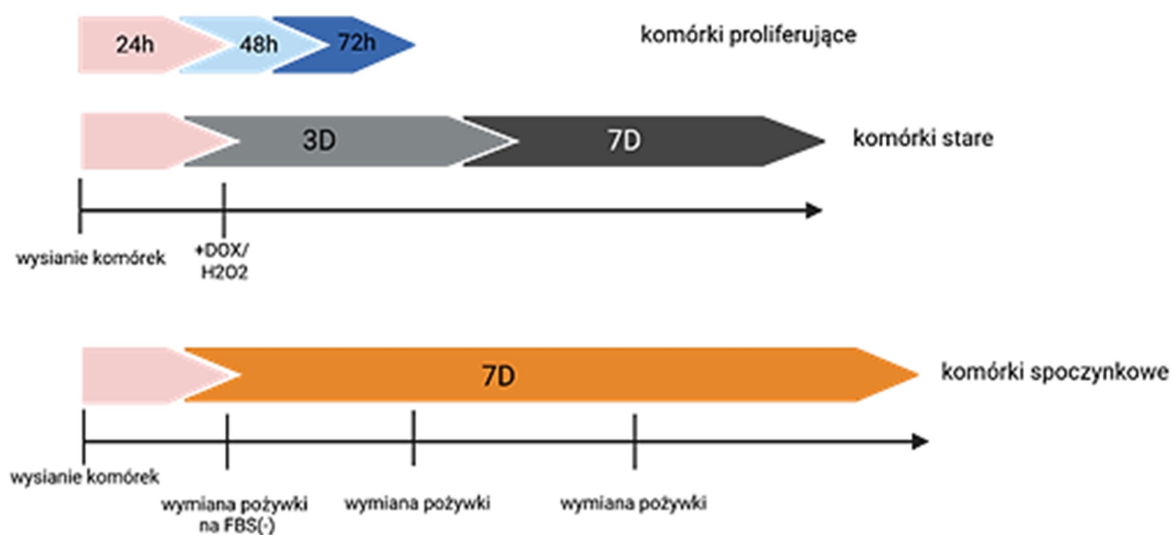 24h 48h 72h komórki proliferujące
3D 7D komórki stare
wysianie komórek +DOX/
H2O2
7D komórki spoczynkowe
wysianie komórek
wymiana pożywki wymiana pożywki wymiana pożywki
na FBS(-)